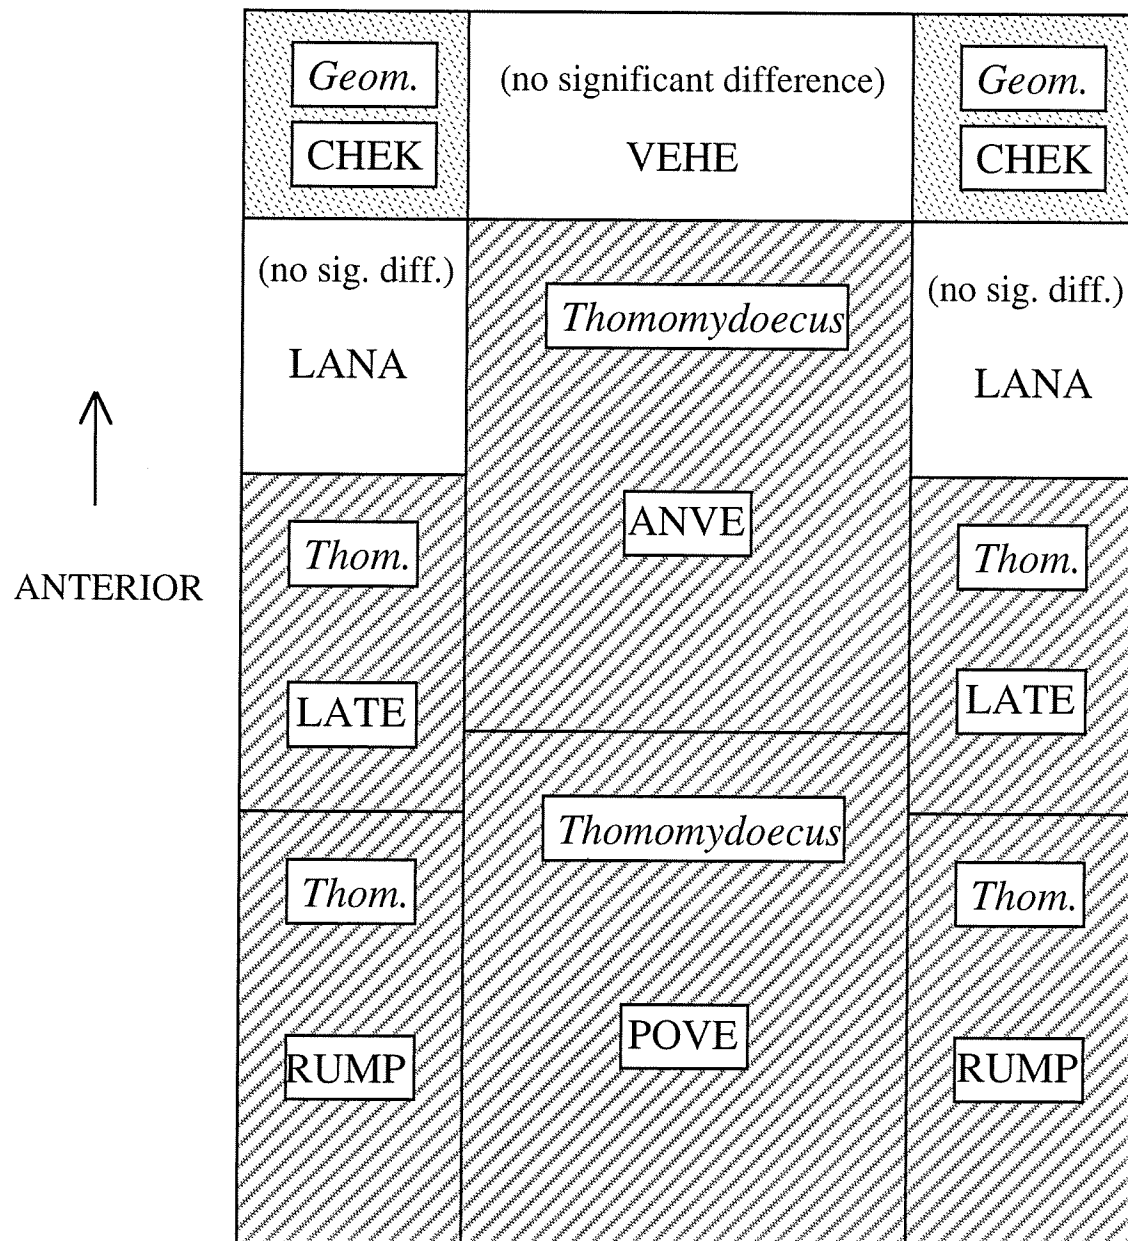 Geom.
CHEK
(no significant difference)
VEHE
Geom.
CHEK
(no sig. diff.)
LANA
Thomomydoecus
ANVE
(no sig. diff.)
LANA
ANTERIOR
Thom.
LATE
Thom.
LATE
Thom.
RUMP
Thomomydoecus
POVE
Thom.
RUMP